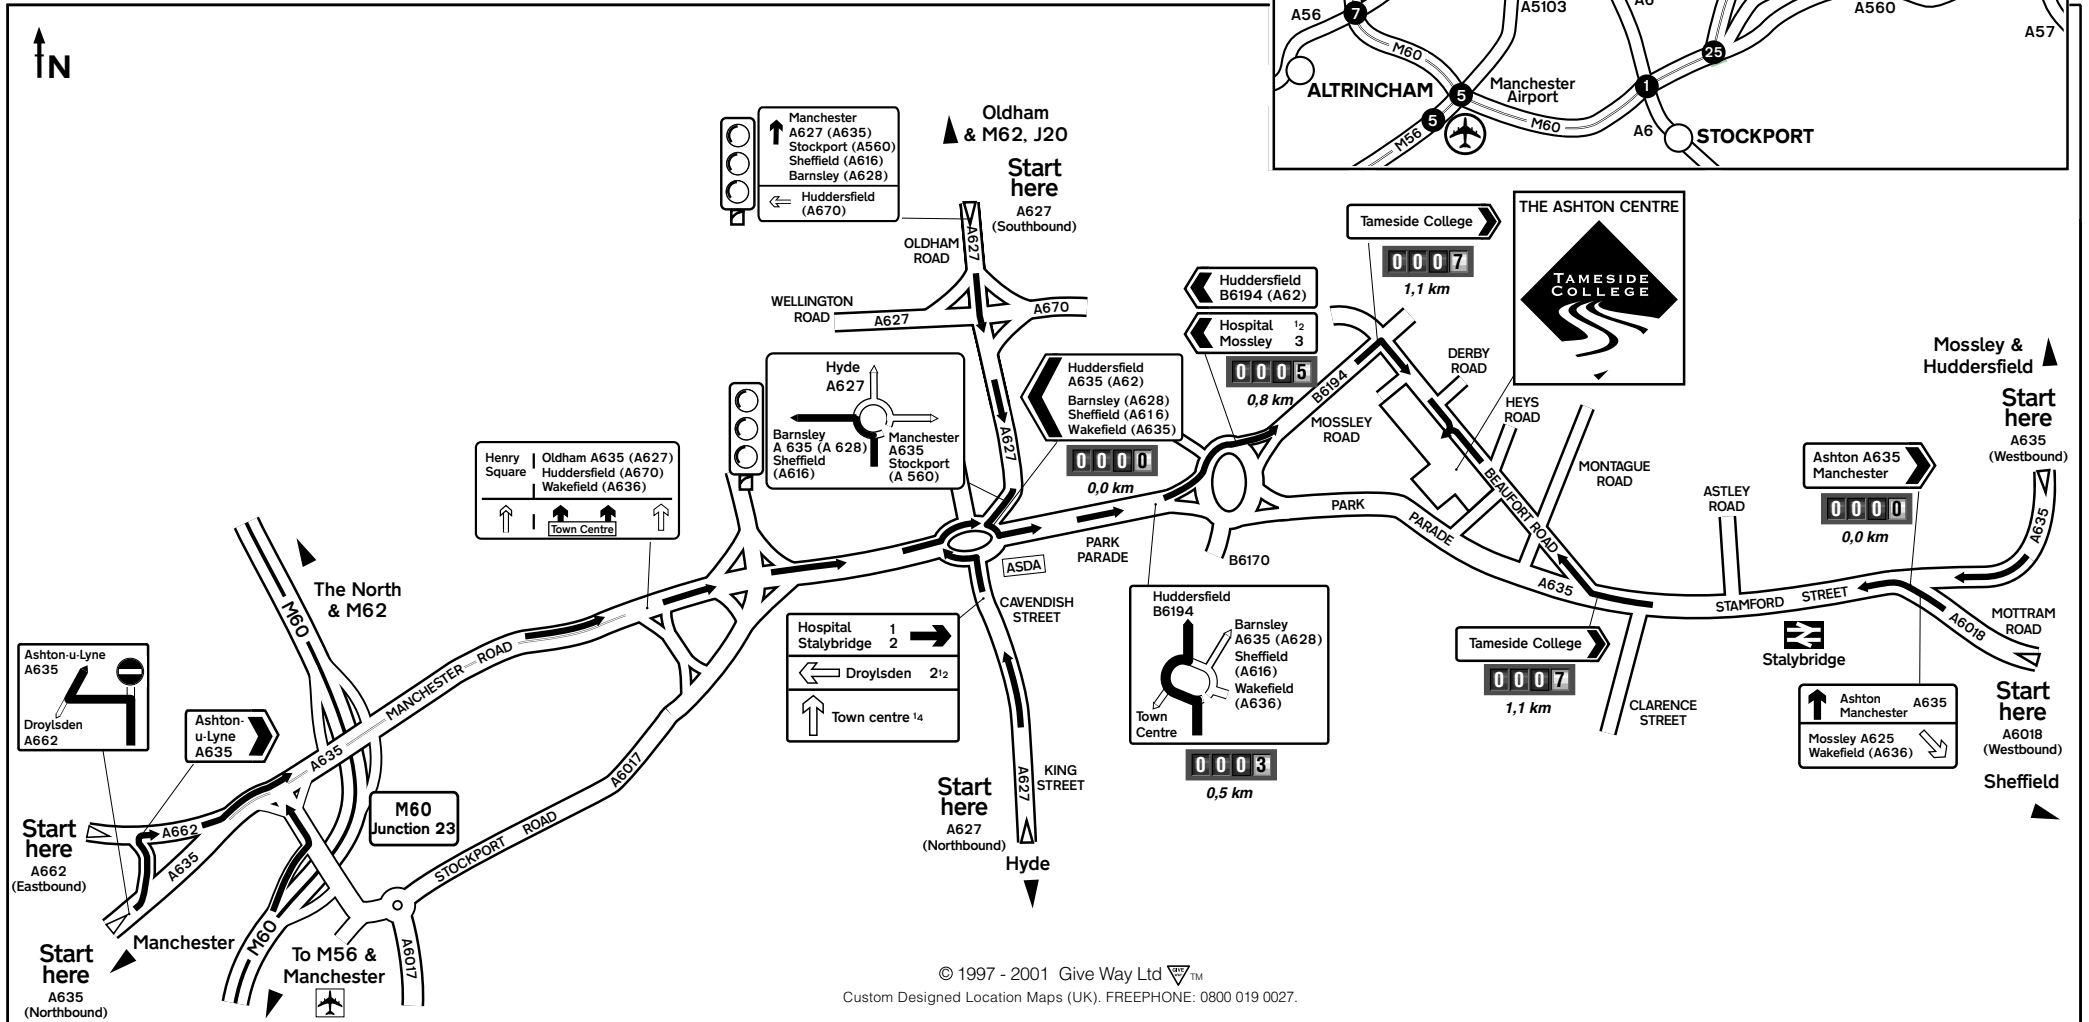 N
A56
7
M60
A5103
A6
A560
A57
25
ALTRINCHAM
5
Manchester
Airport
1
5
M60
M56
A6
STOCKPORT
Manchester
A627 (A635)
Stockport (A560)
Sheffield (A616)
Barnsley (A628)
Huddersfield
(A670)
Oldham
& M62, J20
Start
here
A627
(Southbound)
OLDHAM
ROAD
A627
WELLINGTON
ROAD
A627
A670
Tameside College
0007
1,1 km
THE ASHTON CENTRE
TAMESIDE
COLLEGE
Huddersfield
B6194 (A62)
Hospital 12
Mossley 3
0005
0,8 km
B6194
MOSSLEY
ROAD
DERBY
ROAD
HEYS
ROAD
Mossley &
Huddersfield
Start
here
A635
(Westbound)
A635
Hyde
A627
Barnsley
A 635 (A 628)
Sheffield
(A616)
Manchester
A635
Stockport
(A 560)
A627
Huddersfield
A635 (A62)
Barnsley (A628)
Sheffield (A616)
Wakefield (A635)
0000
0,0 km
Henry
Square
Oldham A635 (A627)
Huddersfield (A670)
Wakefield (A636)
Town Centre
MONTAGUE
ROAD
BEAUFORT ROAD
ASTLEY
ROAD
Ashton A635
Manchester
0000
0,0 km
PARK
PARADE
PARK
PARADE
ASDA
B6170
A635
STAMFORD STREET
MOTTRAM
ROAD
A6018
The North
& M62
M60
CAVENDISH
STREET
Hospital 1
Stalybridge 2
Droylsden 212
Town centre 14
Huddersfield
B6194
Barnsley
A635 (A628)
Sheffield
(A616)
Wakefield
(A636)
Town
Centre
0003
0,5 km
Tameside College
0007
1,1 km
CLARENCE
STREET
Stalybridge
Ashton
Manchester
A635
Mossley A625
Wakefield (A636)
Start
here
A6018
(Westbound)
Sheffield
Ashton-u-Lyne
A635
Droylsden
A662
Ashton-
u-Lyne
A635
MANCHESTER ROAD
A635
A6017
M60
Junction 23
STOCKPORT ROAD
A627
KING
STREET
Start
here
A627
(Northbound)
Hyde
Start
here
A662
(Eastbound)
A662
A635
Start
here
A635
(Northbound)
Manchester
M60
To M56 &
Manchester
A6017
© 1997 - 2001 Give Way Ltd GIVE WAY TM
Custom Designed Location Maps (UK). FREEPHONE: 0800 019 0027.